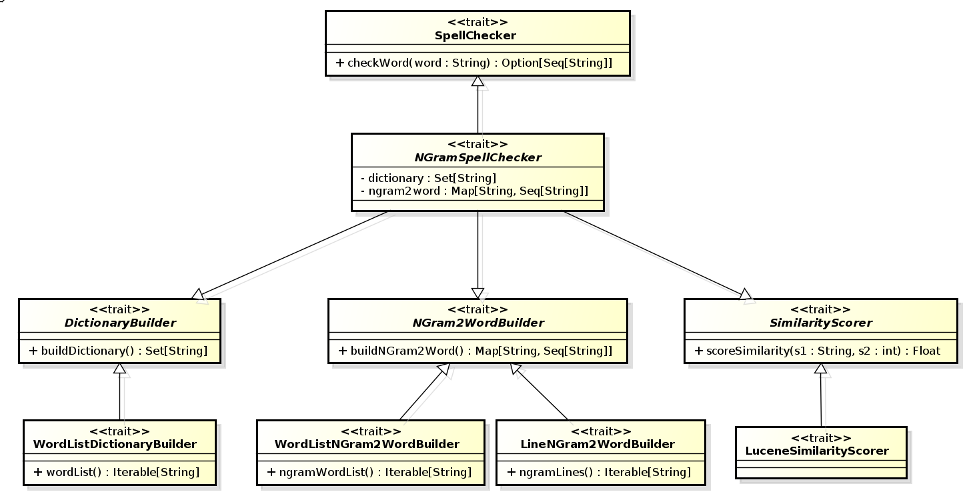 <<trait>>
SpellChecker
+ checkWord(word : String) : Option[Seq[String]]
<<trait>>
NGramSpellChecker
- dictionary : Set[String]
- ngram2word : Map[String, Seq[String]]
<<trait>>
DictionaryBuilder
+ buildDictionary() : Set[String]
<<trait>>
NGram2WordBuilder
+ buildNGram2Word() : Map[String, Seq[String]]
<<trait>>
SimilarityScorer
+ scoreSimilarity(s1 : String, s2 : int) : Float
<<trait>>
WordListDictionaryBuilder
+ wordList() : Iterable[String]
<<trait>>
WordListNGram2WordBuilder
+ ngramWordList() : Iterable[String]
<<trait>>
LineNGram2WordBuilder
+ ngramLines() : Iterable[String]
<<trait>>
LuceneSimilarityScorer